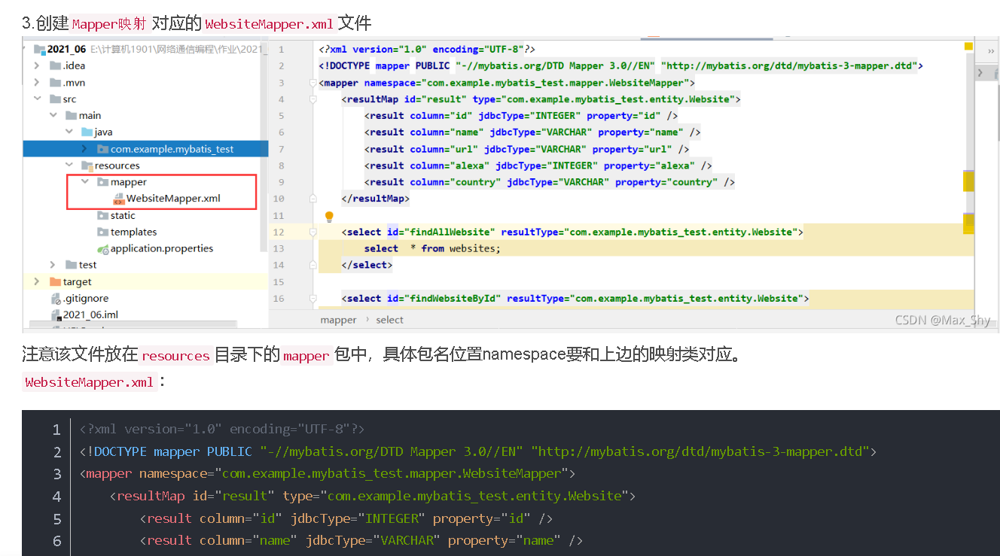 3.创建 Mapper映射 对应的 WebsiteMapper.xml 文件
2021_06 E:\计算机1901\网络通信编程\作业\2021_
.idea
.mvn
src
main
java
com.example.mybatis_test
resources
mapper
WebsiteMapper.xml
static
templates
application.properties
test
target
.gitignore
2021_06.iml
1 <?xml version="1.0" encoding="UTF-8"?>
2 <!DOCTYPE mapper PUBLIC "-//mybatis.org/DTD Mapper 3.0//EN" "http://mybatis.org/dtd/mybatis-3-mapper.dtd">
3 <mapper namespace="com.example.mybatis_test.mapper.WebsiteMapper">
4 <resultMap id="result" type="com.example.mybatis_test.entity.Website">
5 <result column="id" jdbcType="INTEGER" property="id" />
6 <result column="name" jdbcType="VARCHAR" property="name" />
7 <result column="url" jdbcType="VARCHAR" property="url" />
8 <result column="alexa" jdbcType="INTEGER" property="alexa" />
9 <result column="country" jdbcType="VARCHAR" property="country" />
10 </resultMap>
11
12 <select id="findAllWebsite" resultType="com.example.mybatis_test.entity.Website">
13 select * from websites;
14 </select>
15
16 <select id="findWebsiteById" resultType="com.example.mybatis_test.entity.Website">
mapper › select
CSDN @Max_Shy
注意该文件放在 resources 目录下的 mapper 包中，具体包名位置namespace要和上边的映射类对应。
WebsiteMapper.xml：
1 <?xml version="1.0" encoding="UTF-8"?>
2 <!DOCTYPE mapper PUBLIC "-//mybatis.org/DTD Mapper 3.0//EN" "http://mybatis.org/dtd/mybatis-3-mapper.dtd">
3 <mapper namespace="com.example.mybatis_test.mapper.WebsiteMapper">
4 <resultMap id="result" type="com.example.mybatis_test.entity.Website">
5 <result column="id" jdbcType="INTEGER" property="id" />
6 <result column="name" jdbcType="VARCHAR" property="name" />